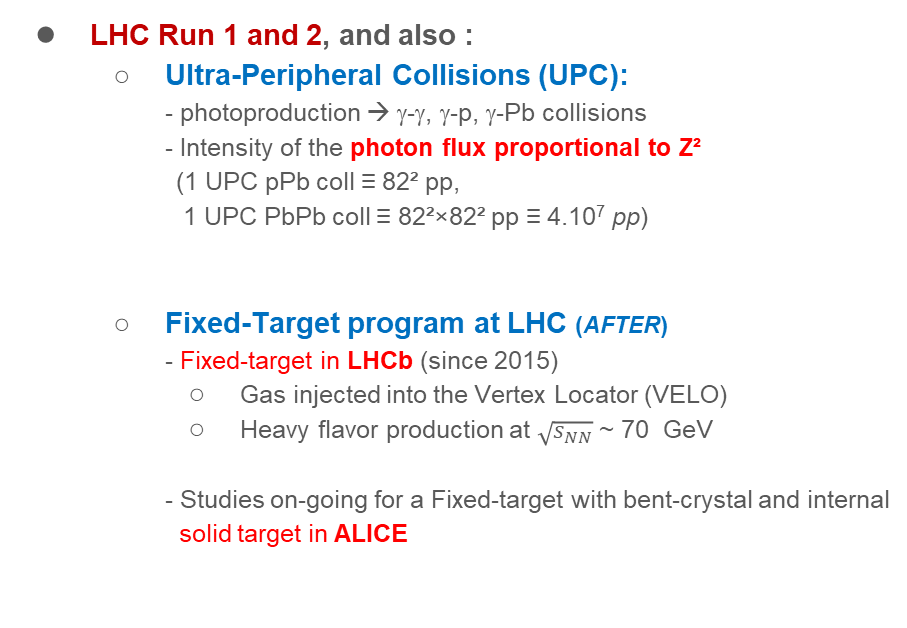 ● LHC Run 1 and 2, and also :
○ Ultra-Peripheral Collisions (UPC):
- photoproduction → γ-γ, γ-p, γ-Pb collisions
- Intensity of the photon flux proportional to Z²
(1 UPC pPb coll ≡ 82² pp,
1 UPC PbPb coll ≡ 82²×82² pp ≡ 4.10⁷ pp)
○ Fixed-Target program at LHC (AFTER)
- Fixed-target in LHCb (since 2015)
○ Gas injected into the Vertex Locator (VELO)
○ Heavy flavor production at √s_NN ~ 70 GeV
- Studies on-going for a Fixed-target with bent-crystal and internal
solid target in ALICE